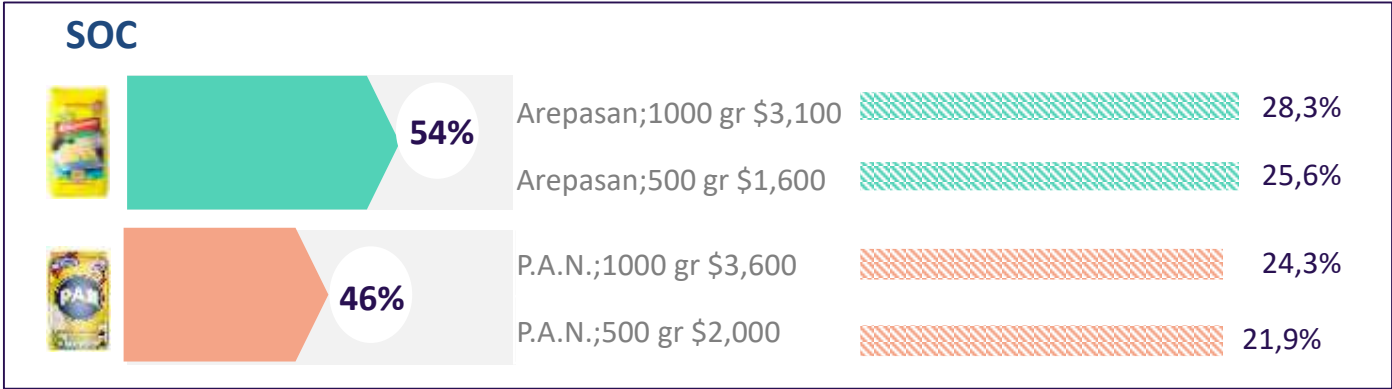 SOC
54%
Arepasan;1000 gr $3,100
28,3%
Arepasan;500 gr $1,600
25,6%
PAN
46%
P.A.N.;1000 gr $3,600
24,3%
P.A.N.;500 gr $2,000
21,9%